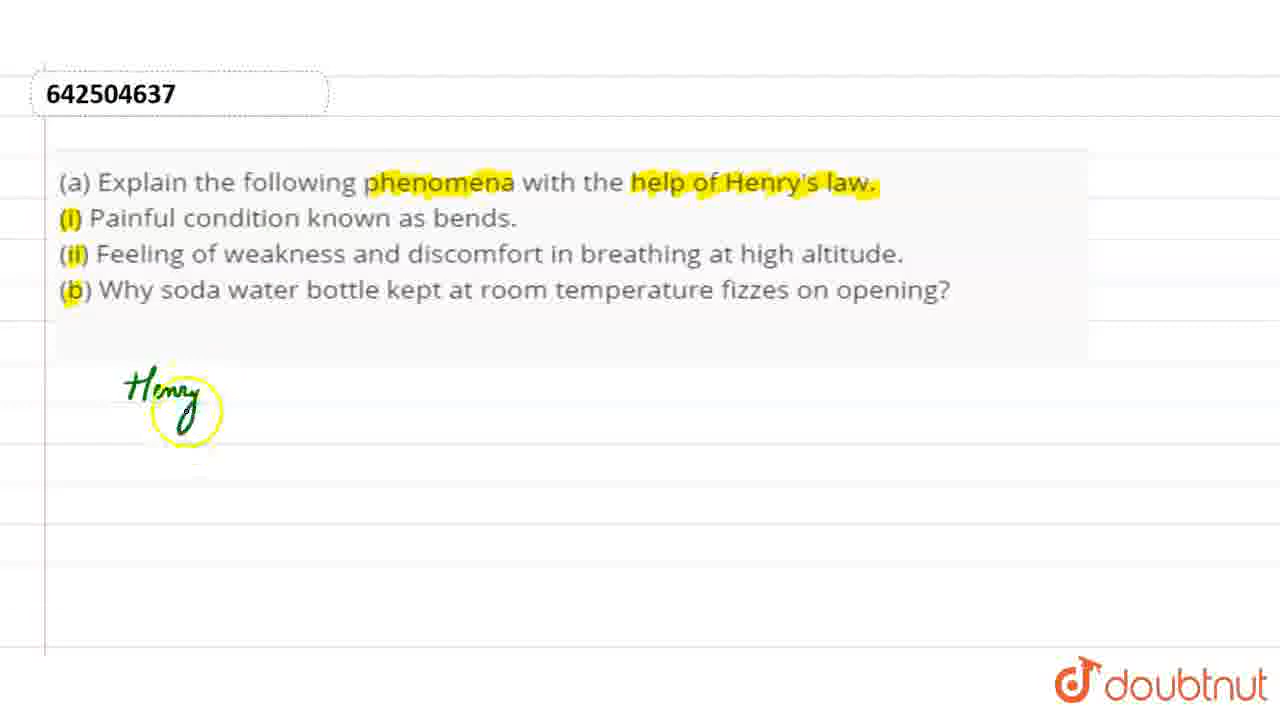 642504637
(a) Explain the following phenomena with the help of Henry's law.
(i) Painful condition known as bends.
(ii) Feeling of weakness and discomfort in breathing at high altitude.
(b) Why soda water bottle kept at room temperature fizzes on opening?
Henry
doubtnut